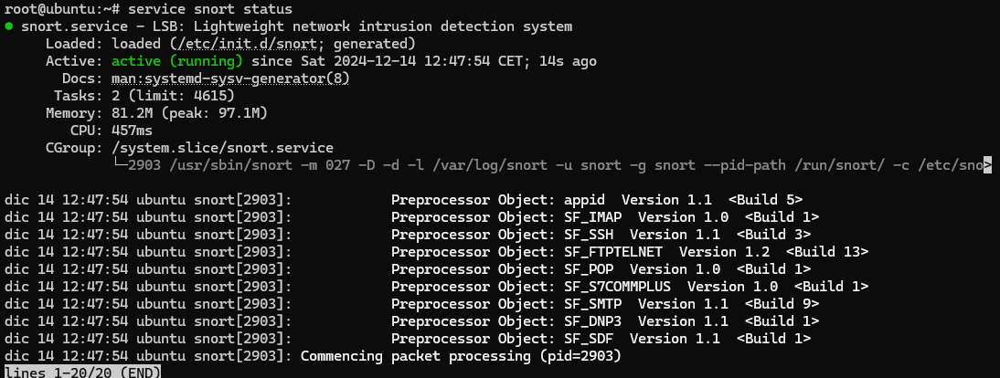 root@ubuntu:~# service snort status
● snort.service - LSB: Lightweight network intrusion detection system
     Loaded: loaded (/etc/init.d/snort; generated)
     Active: active (running) since Sat 2024-12-14 12:47:54 CET; 14s ago
       Docs: man:systemd-sysv-generator(8)
      Tasks: 2 (limit: 4615)
     Memory: 81.2M (peak: 97.1M)
        CPU: 457ms
     CGroup: /system.slice/snort.service
             └─2903 /usr/sbin/snort -m 027 -D -d -l /var/log/snort -u snort -g snort --pid-path /run/snort/ -c /etc/sno>

dic 14 12:47:54 ubuntu snort[2903]:            Preprocessor Object: appid  Version 1.1  <Build 5>
dic 14 12:47:54 ubuntu snort[2903]:            Preprocessor Object: SF_IMAP  Version 1.0  <Build 1>
dic 14 12:47:54 ubuntu snort[2903]:            Preprocessor Object: SF_SSH  Version 1.1  <Build 3>
dic 14 12:47:54 ubuntu snort[2903]:            Preprocessor Object: SF_FTPTELNET  Version 1.2  <Build 13>
dic 14 12:47:54 ubuntu snort[2903]:            Preprocessor Object: SF_POP  Version 1.0  <Build 1>
dic 14 12:47:54 ubuntu snort[2903]:            Preprocessor Object: SF_S7COMMPLUS  Version 1.0  <Build 1>
dic 14 12:47:54 ubuntu snort[2903]:            Preprocessor Object: SF_SMTP  Version 1.1  <Build 9>
dic 14 12:47:54 ubuntu snort[2903]:            Preprocessor Object: SF_DNP3  Version 1.1  <Build 1>
dic 14 12:47:54 ubuntu snort[2903]:            Preprocessor Object: SF_SDF  Version 1.1  <Build 1>
dic 14 12:47:54 ubuntu snort[2903]: Commencing packet processing (pid=2903)
lines 1-20/20 (END)